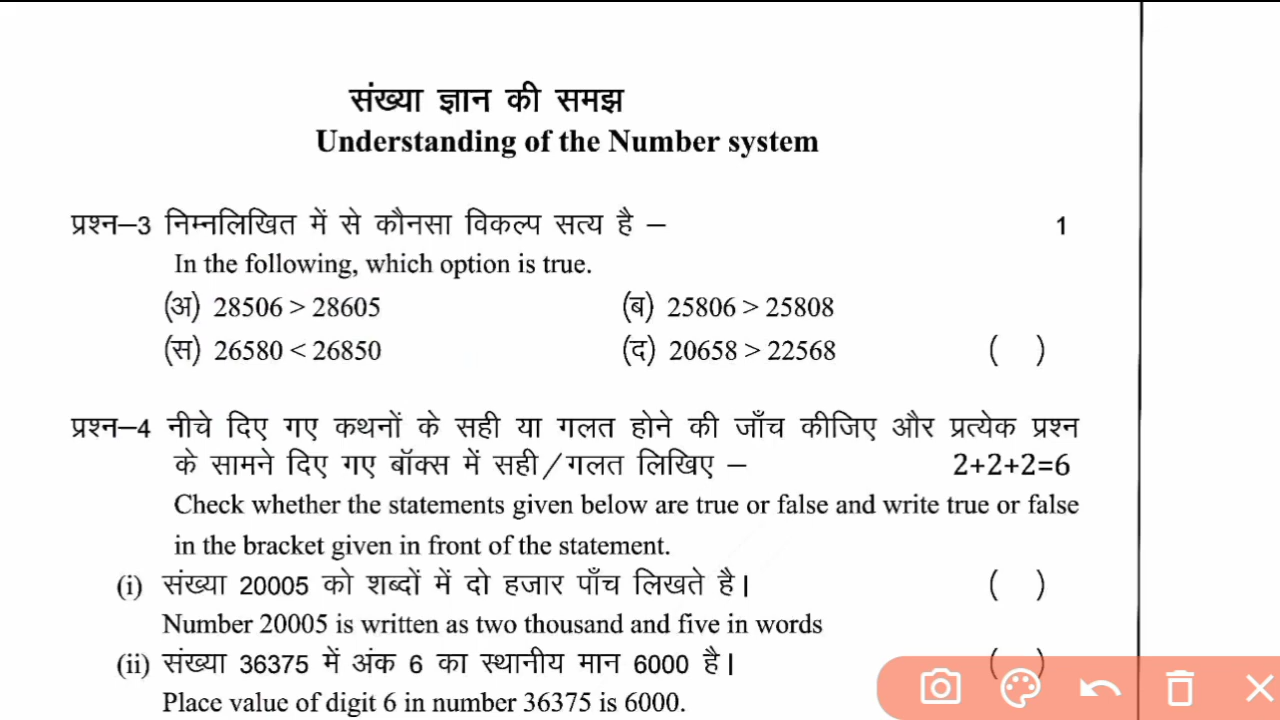 संख्या ज्ञान की समझ
Understanding of the Number system
प्रश्न–3 निम्नलिखित में से कौनसा विकल्प सत्य है – 1
In the following, which option is true.
(अ) 28506 > 28605 (ब) 25806 > 25808
(स) 26580 < 26850 (द) 20658 > 22568 ( )
प्रश्न–4 नीचे दिए गए कथनों के सही या गलत होने की जाँच कीजिए और प्रत्येक प्रश्न
के सामने दिए गए बॉक्स में सही/गलत लिखिए – 2+2+2=6
Check whether the statements given below are true or false and write true or false
in the bracket given in front of the statement.
(i) संख्या 20005 को शब्दों में दो हजार पाँच लिखते है। ( )
Number 20005 is written as two thousand and five in words
(ii) संख्या 36375 में अंक 6 का स्थानीय मान 6000 है। ( )
Place value of digit 6 in number 36375 is 6000.